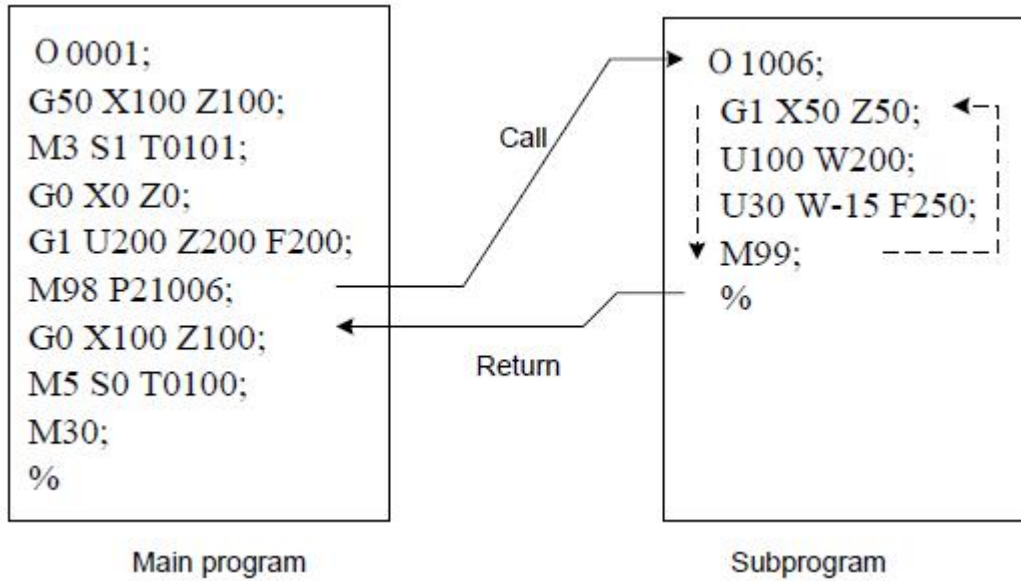 O 0001;
G50 X100 Z100;
M3 S1 T0101;
G0 X0 Z0;
G1 U200 Z200 F200;
M98 P21006;
G0 X100 Z100;
M5 S0 T0100;
M30;
%
Main program
Call
Return
O 1006;
G1 X50 Z50;
U100 W200;
U30 W-15 F250;
M99;
%
Subprogram